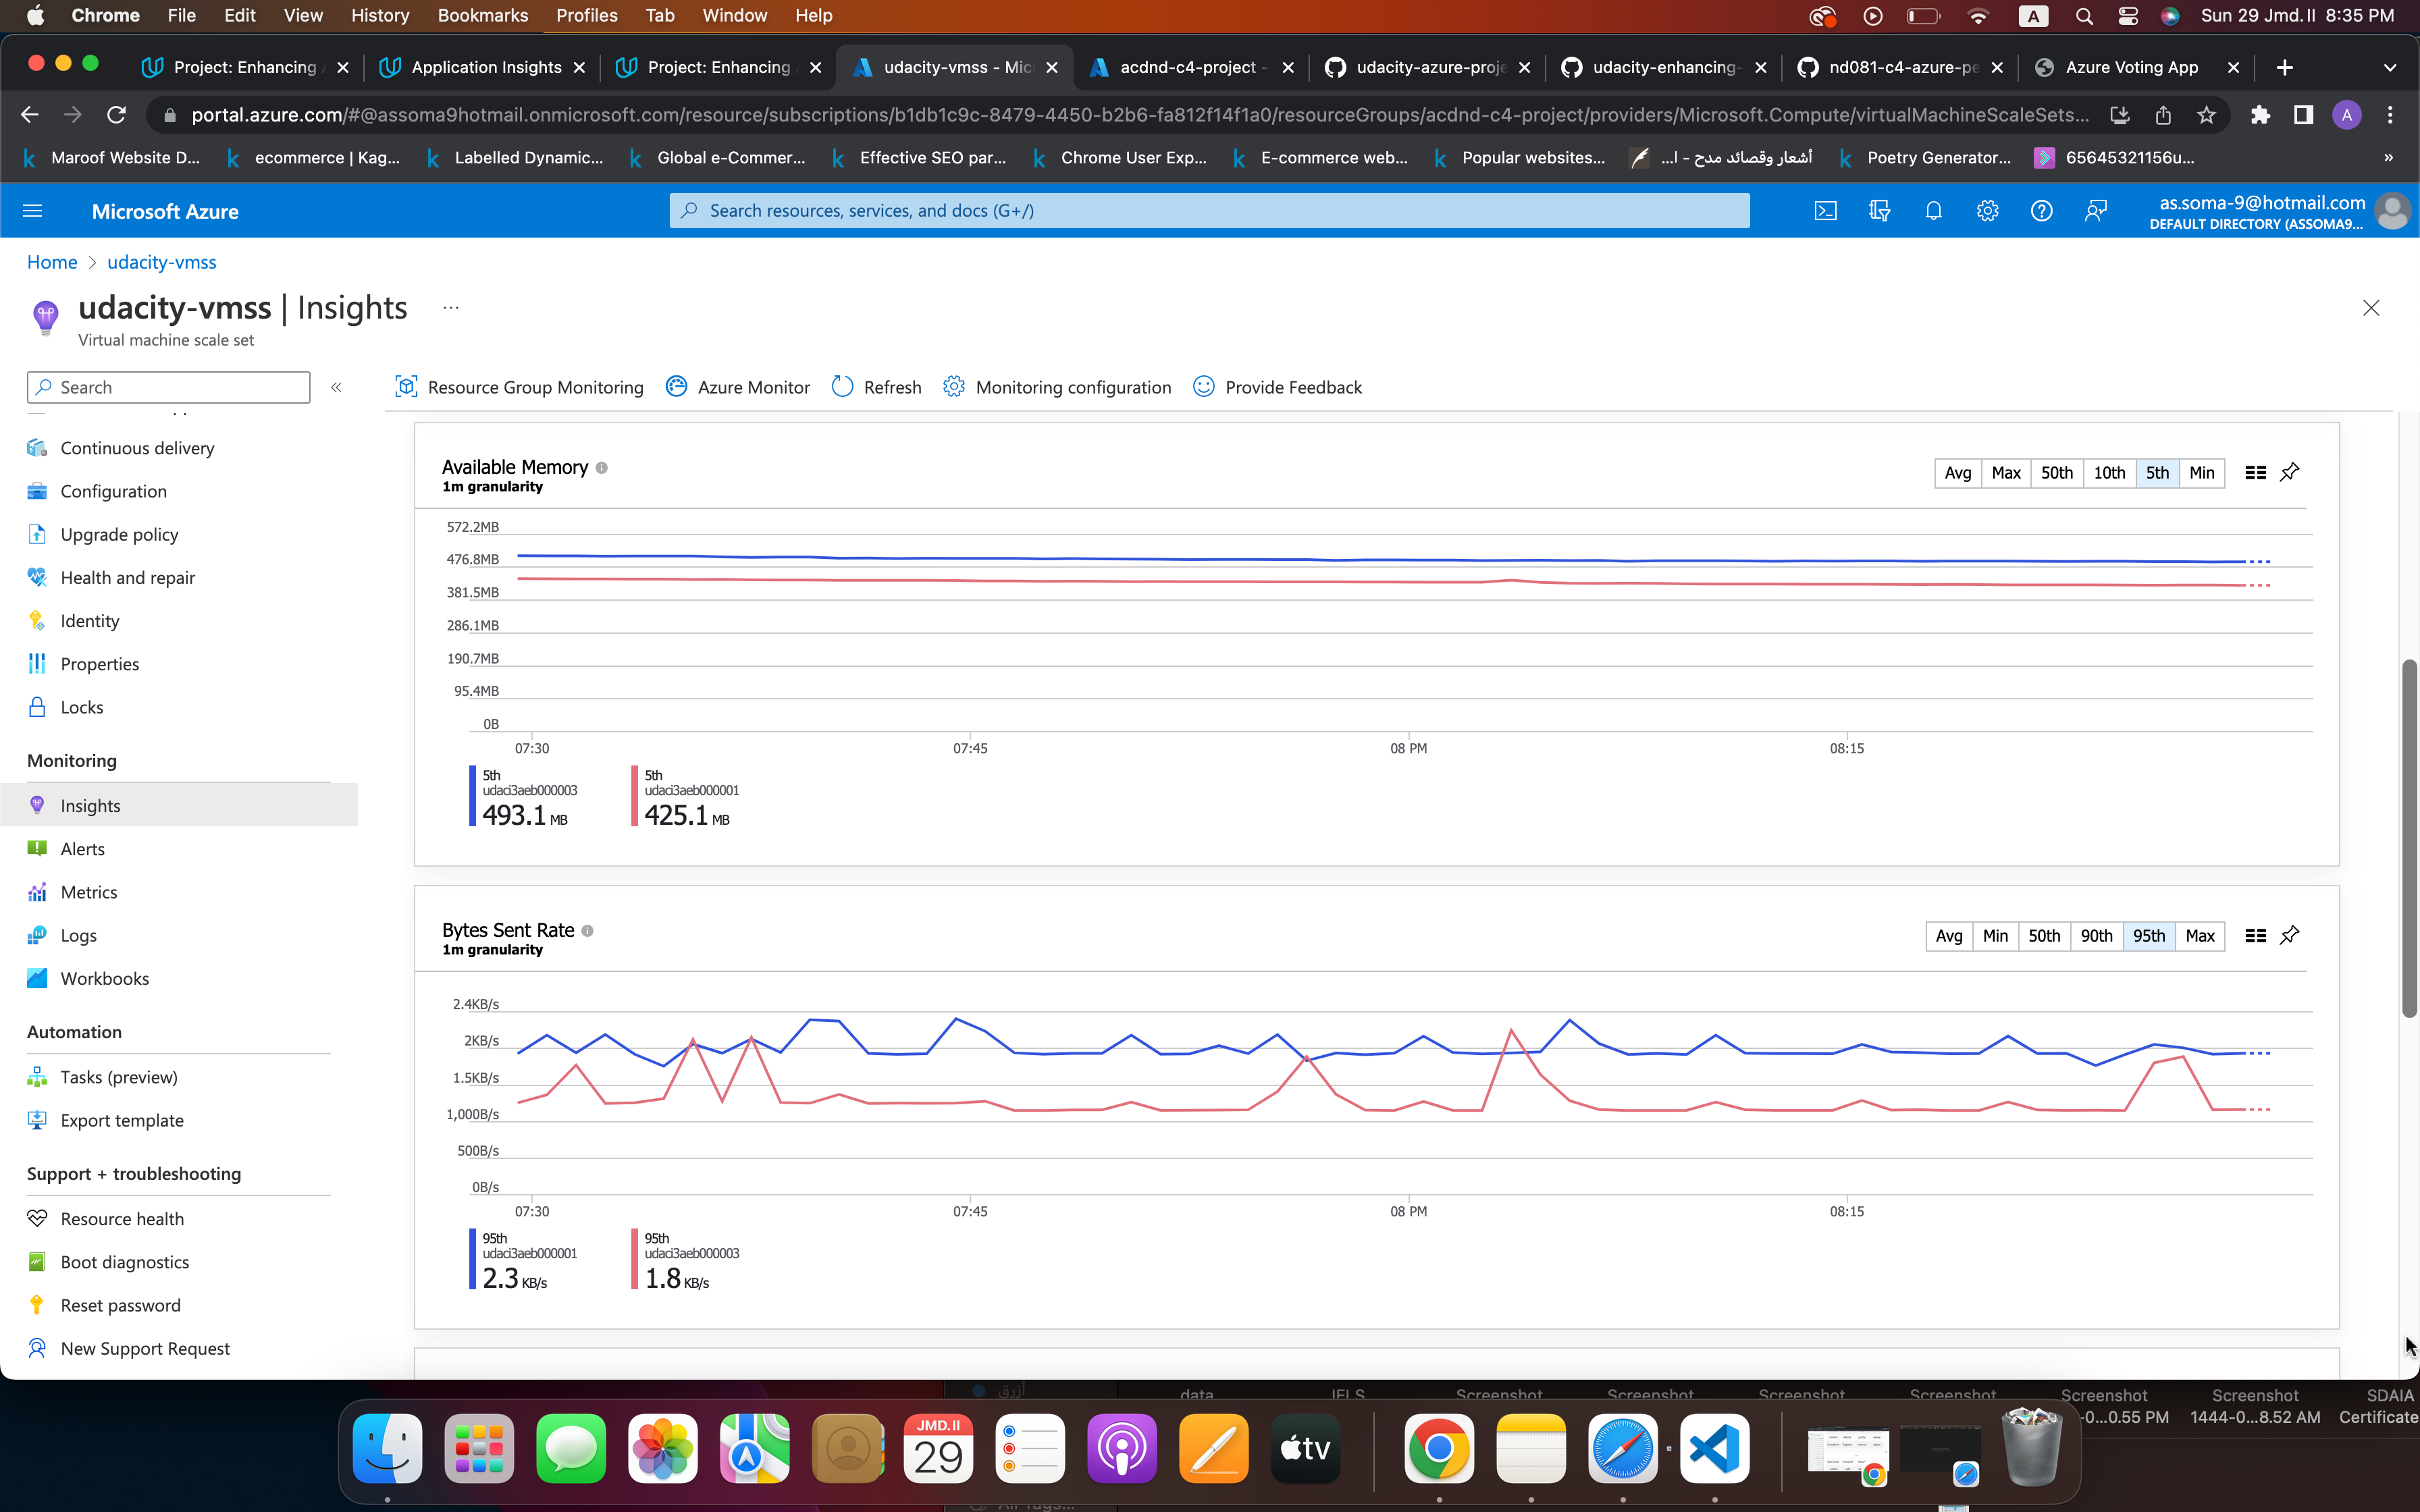 Chrome File Edit View History Bookmarks Profiles Tab Window Help A Sun 29 Jmd. II 8:35 PM
Project: Enhancing Application Insights Project: Enhancing udacity-vmss - Mic acdnd-c4-project - udacity-azure-proje udacity-enhancing- nd081-c4-azure-pe Azure Voting App
portal.azure.com/#@assoma9hotmail.onmicrosoft.com/resource/subscriptions/b1db1c9c-8479-4450-b2b6-fa812f14f1a0/resourceGroups/acdnd-c4-project/providers/Microsoft.Compute/virtualMachineScaleSets... A
Maroof Website D... ecommerce | Kag... Labelled Dynamic... Global e-Commer... Effective SEO par... Chrome User Exp... E-commerce web... Popular websites... أشعار وقصائد مدح - ا... Poetry Generator... 65645321156u... »
Microsoft Azure
Search resources, services, and docs (G+/)
as.soma-9@hotmail.com
DEFAULT DIRECTORY (ASSOMA9...
Home > udacity-vmss
udacity-vmss | Insights ...
Virtual machine scale set
Search «
Resource Group Monitoring Azure Monitor Refresh Monitoring configuration Provide Feedback
Continuous delivery
Configuration
Upgrade policy
Health and repair
Identity
Properties
Locks
Monitoring
Insights
Alerts
Metrics
Logs
Workbooks
Automation
Tasks (preview)
Export template
Support + troubleshooting
Resource health
Boot diagnostics
Reset password
New Support Request
Available Memory
1m granularity
Avg Max 50th 10th 5th Min
572.2MB
476.8MB
381.5MB
286.1MB
190.7MB
95.4MB
0B
07:30 07:45 08 PM 08:15
5th
udaci3aeb000003
493.1 MB
5th
udaci3aeb000001
425.1 MB
Bytes Sent Rate
1m granularity
Avg Min 50th 90th 95th Max
2.4KB/s
2KB/s
1.5KB/s
1,000B/s
500B/s
0B/s
07:30 07:45 08 PM 08:15
95th
udaci3aeb000001
2.3 KB/s
95th
udaci3aeb000003
1.8 KB/s
أزرق data IELS Screenshot Screenshot Screenshot Screenshot Screenshot Screenshot SDAIA
-0...0.55 PM 1444-0...8.52 AM Certificate
JMD.II
29
tv
All Tags...